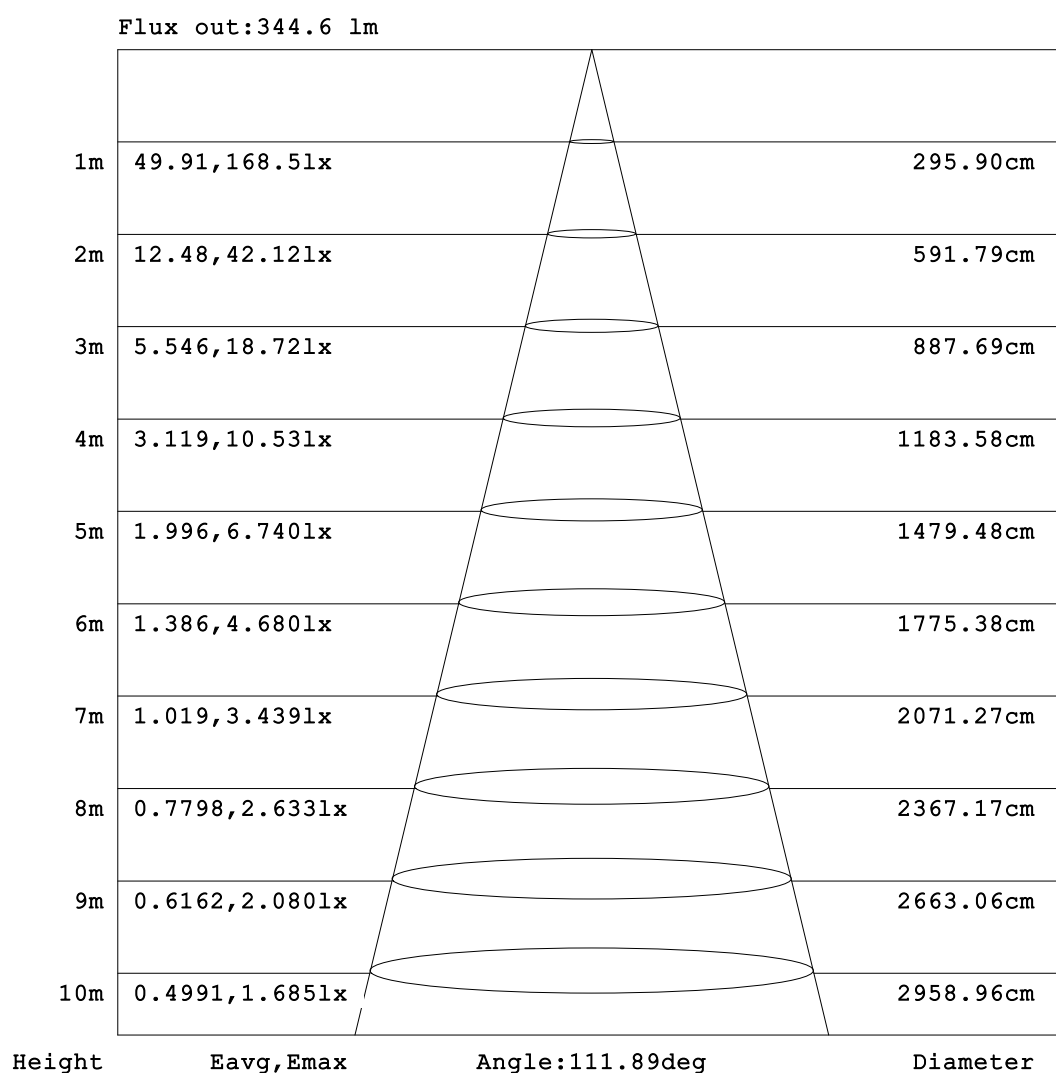 Flux out:344.6 lm
1m 49.91,168.5lx 295.90cm
2m 12.48,42.12lx 591.79cm
3m 5.546,18.72lx 887.69cm
4m 3.119,10.53lx 1183.58cm
5m 1.996,6.740lx 1479.48cm
6m 1.386,4.680lx 1775.38cm
7m 1.019,3.439lx 2071.27cm
8m 0.7798,2.633lx 2367.17cm
9m 0.6162,2.080lx 2663.06cm
10m 0.4991,1.685lx 2958.96cm
Height Eavg,Emax Angle:111.89deg Diameter